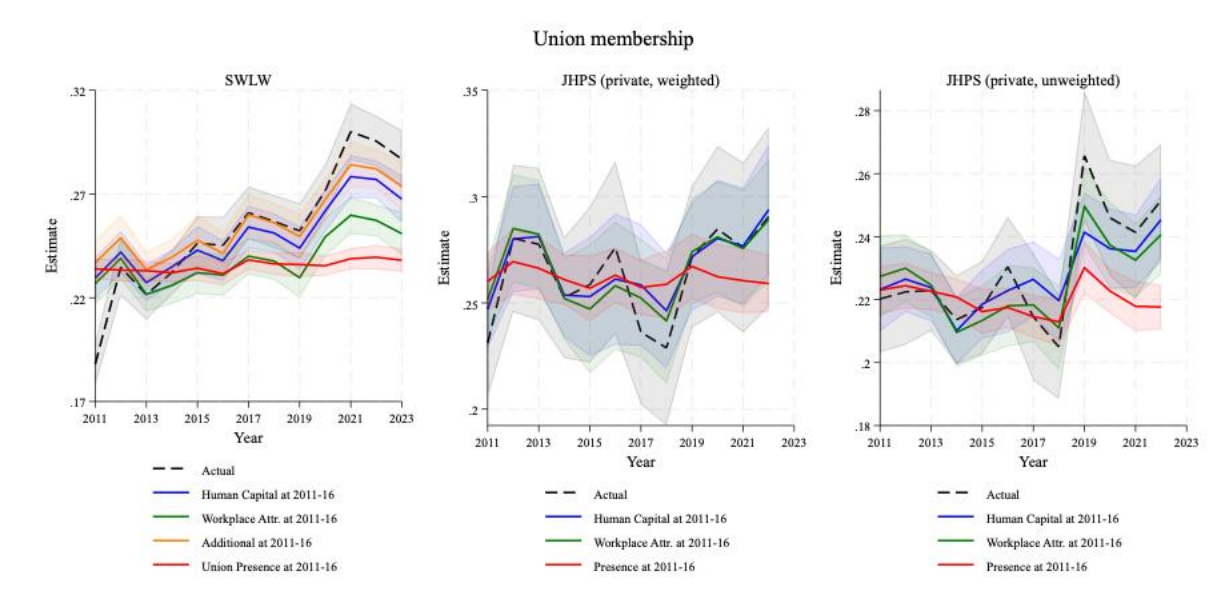 Union membership
SWLW
.32
.27
.22
.17
Estimate
2011 2013 2015 2017 2019 2021 2023
Year
Actual
Human Capital at 2011-16
Workplace Attr. at 2011-16
Additional at 2011-16
Union Presence at 2011-16
JHPS (private, weighted)
.35
.3
.25
.2
Estimate
2011 2013 2015 2017 2019 2021 2023
Year
Actual
Human Capital at 2011-16
Workplace Attr. at 2011-16
Presence at 2011-16
JHPS (private, unweighted)
.28
.26
.24
.22
.2
.18
Estimate
2011 2013 2015 2017 2019 2021 2023
Year
Actual
Human Capital at 2011-16
Workplace Attr. at 2011-16
Presence at 2011-16